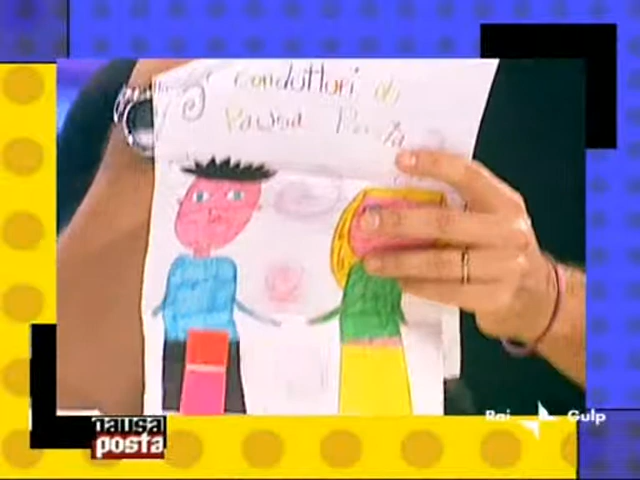 conduttori di
Pausa Posta
pausa
posta
Rai Gulp